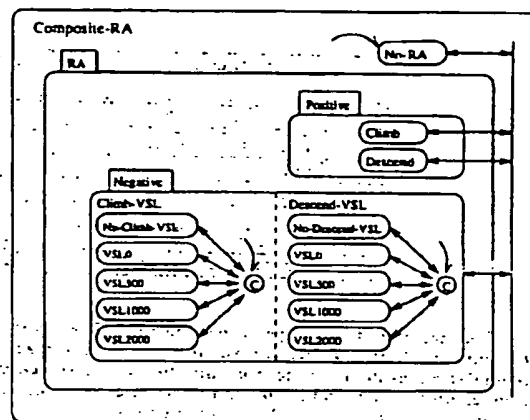 Composite-RA
No-RA
RA
Positive
Climb
Descend
Negative
Climb-VSL
No-Climb-VSL
VSL0
VSL500
VSL1000
VSL2000
Descend-VSL
No-Descend-VSL
VSL0
VSL500
VSL1000
VSL2000
C
C